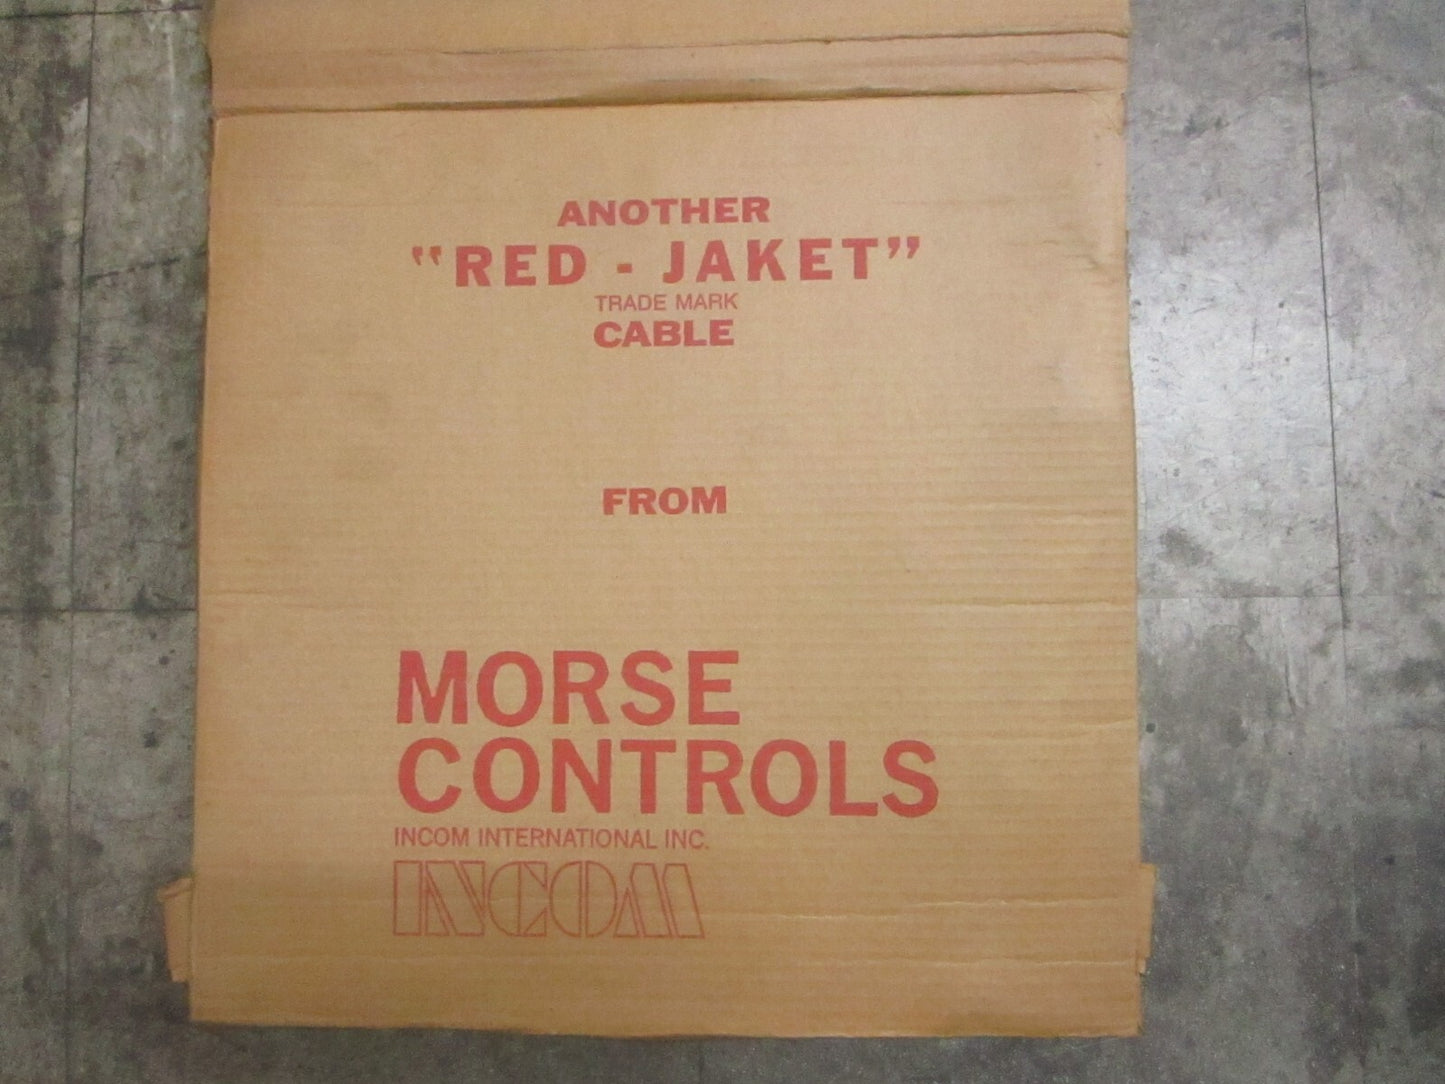 ANOTHER
"RED - JAKET"
TRADE MARK
CABLE
FROM
MORSE
CONTROLS
INCOM INTERNATIONAL INC.
INCOM